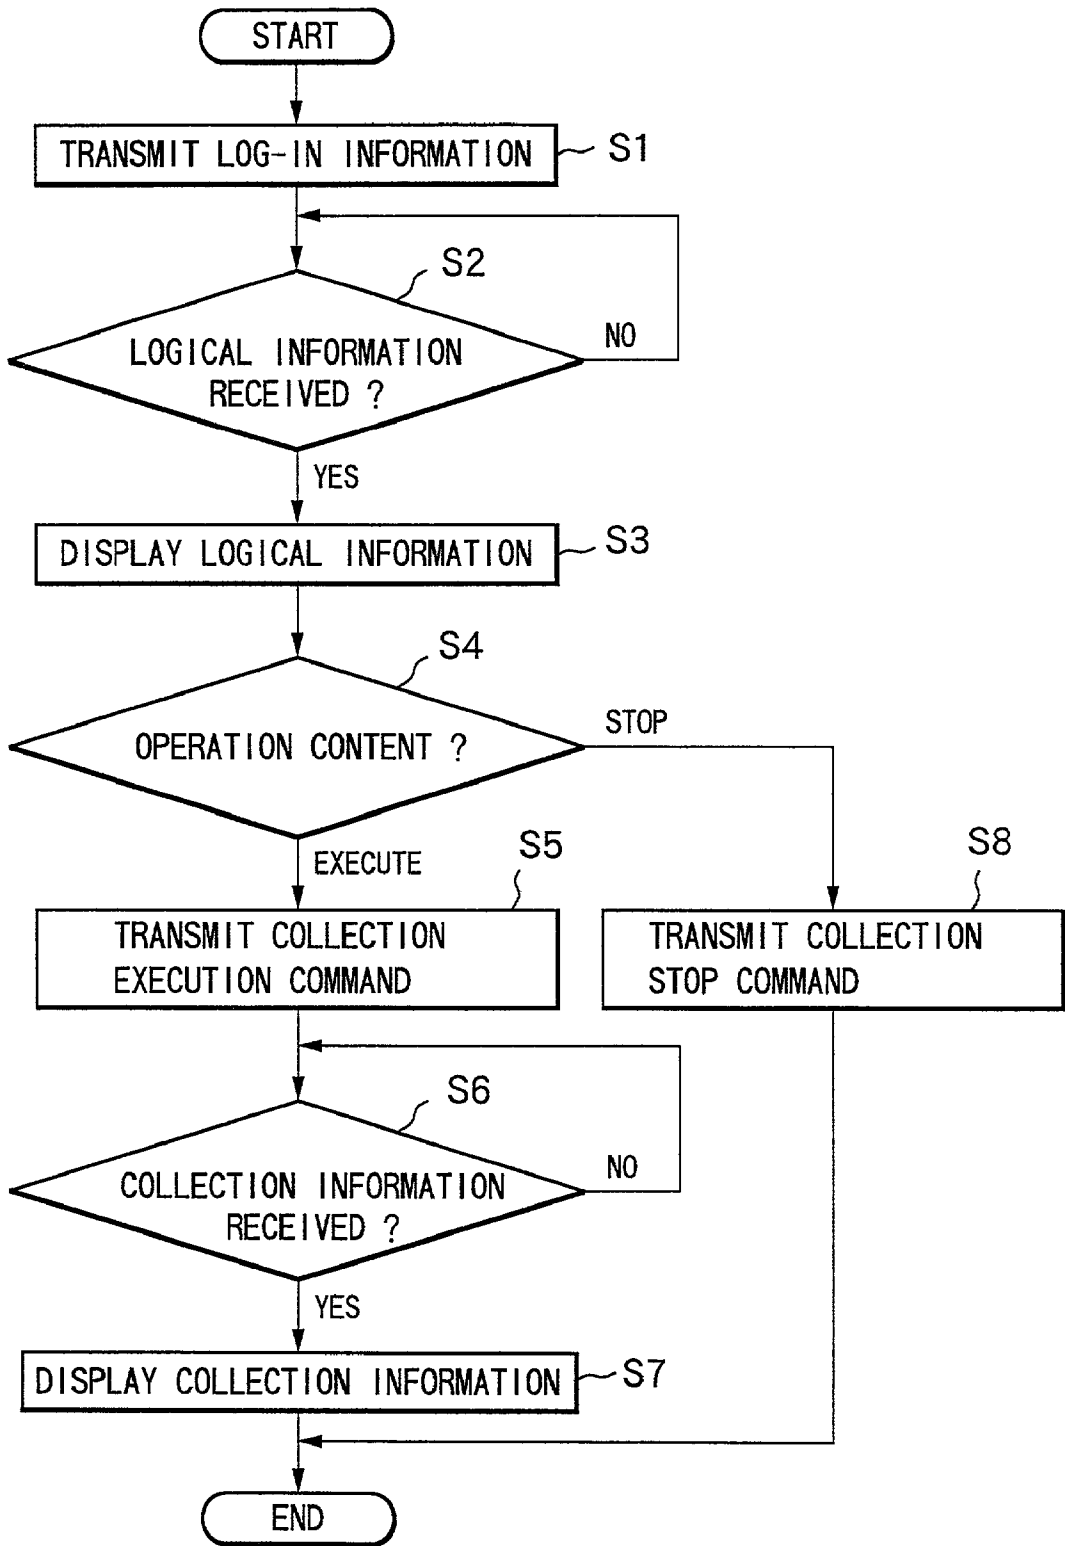 START
TRANSMIT LOG-IN INFORMATION
S1
S2
LOGICAL INFORMATION
RECEIVED ?
NO
YES
DISPLAY LOGICAL INFORMATION
S3
S4
OPERATION CONTENT ?
STOP
EXECUTE
S5
S8
TRANSMIT COLLECTION
EXECUTION COMMAND
TRANSMIT COLLECTION
STOP COMMAND
S6
COLLECTION INFORMATION
RECEIVED ?
NO
YES
DISPLAY COLLECTION INFORMATION
S7
END